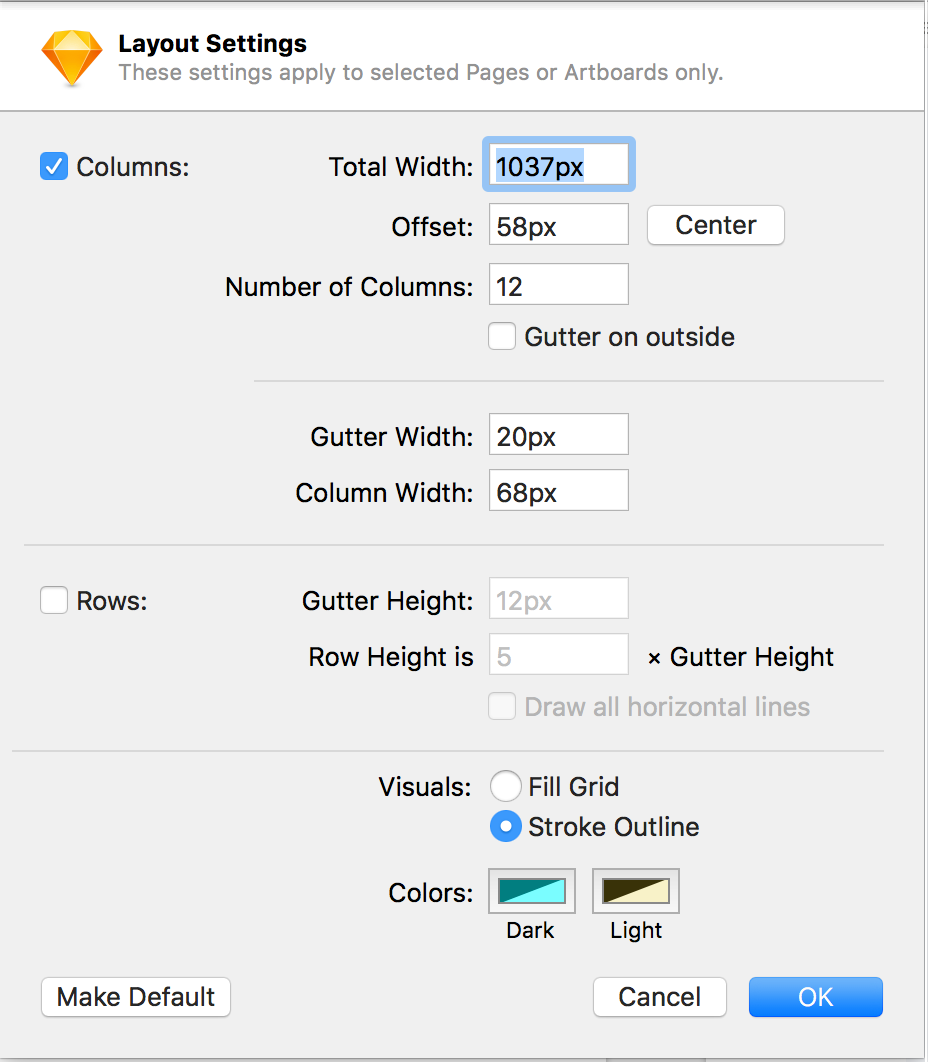 Layout Settings
These settings apply to selected Pages or Artboards only.
Columns: Total Width: 1037px
Offset: 58px Center
Number of Columns: 12
Gutter on outside
Gutter Width: 20px
Column Width: 68px
Rows: Gutter Height: 12px
Row Height is 5 × Gutter Height
Draw all horizontal lines
Visuals: Fill Grid
Stroke Outline
Colors:
Dark Light
Make Default Cancel OK